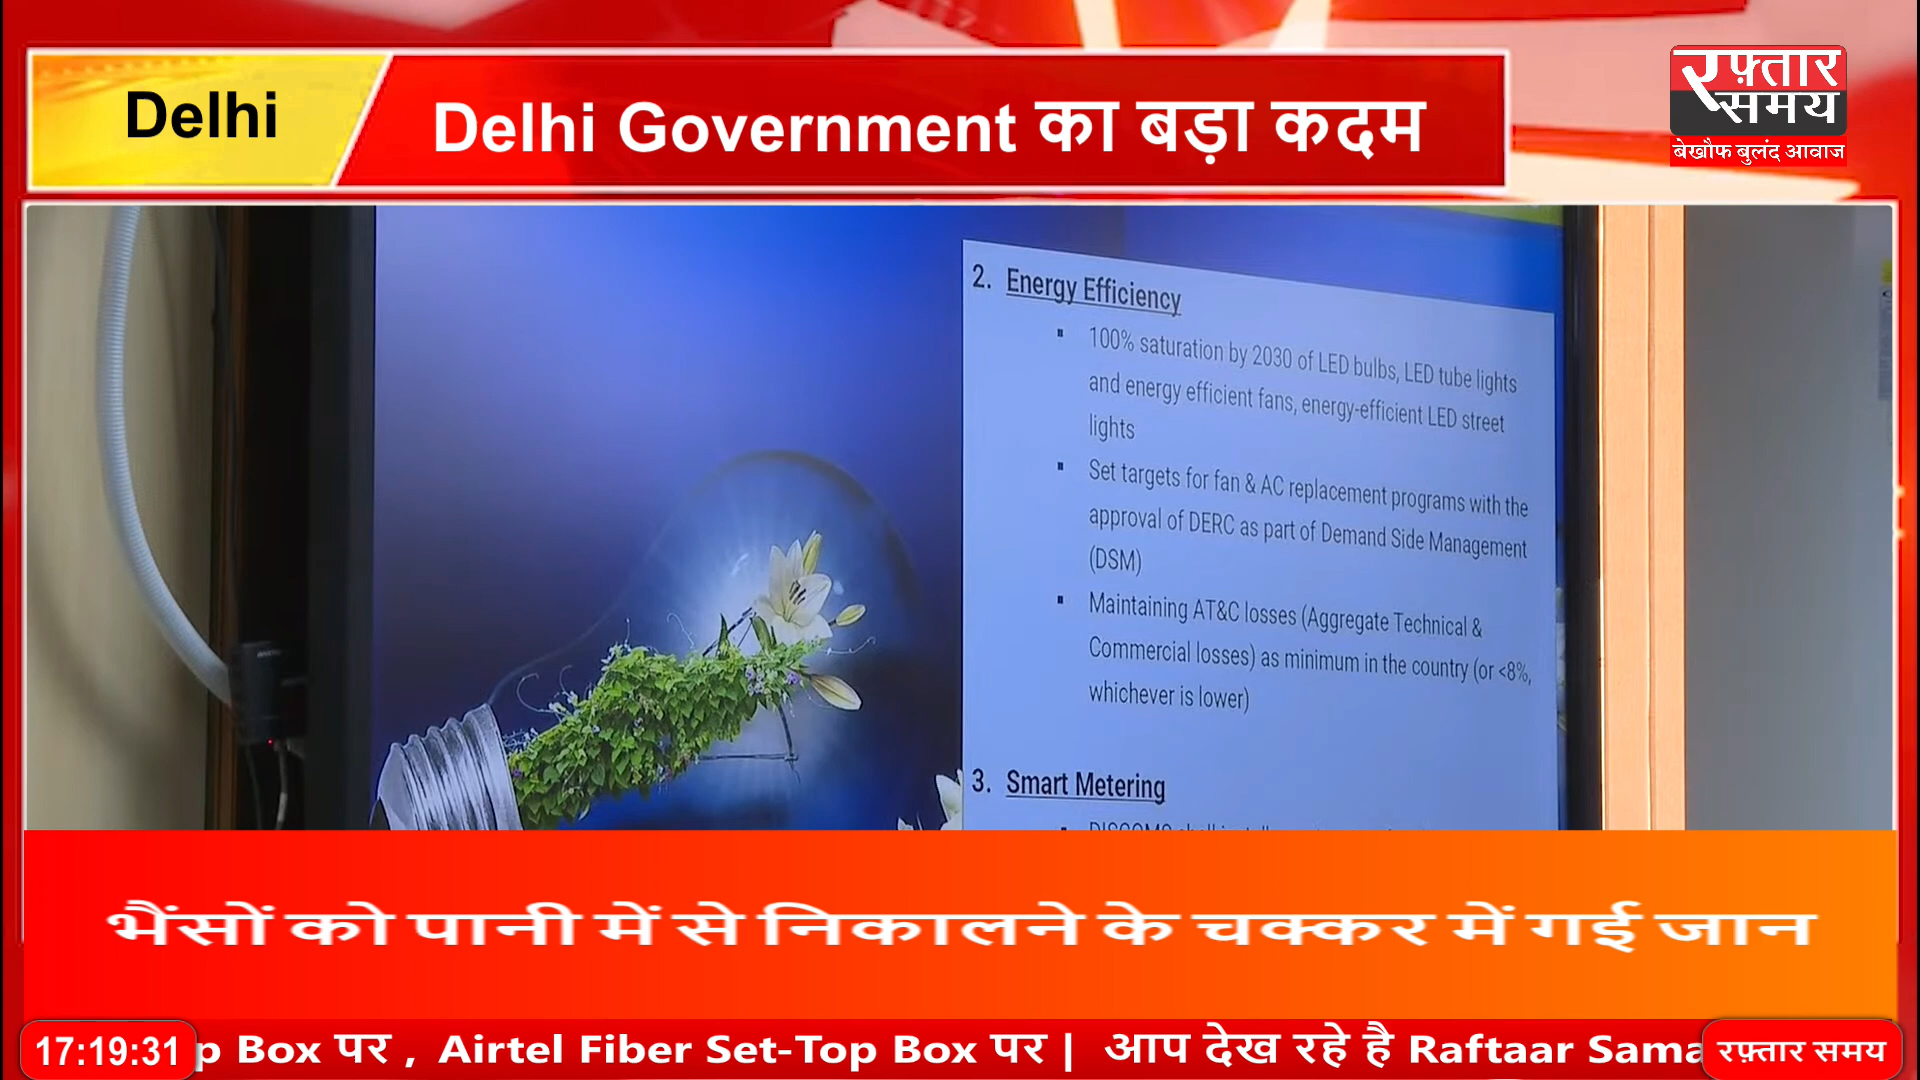 Delhi
Delhi Government का बड़ा कदम
रफ़्तार
समय
बेखौफ बुलंद आवाज
2. Energy Efficiency
▪ 100% saturation by 2030 of LED bulbs, LED tube lights
and energy efficient fans, energy-efficient LED street
lights
▪ Set targets for fan & AC replacement programs with the
approval of DERC as part of Demand Side Management
(DSM)
▪ Maintaining AT&C losses (Aggregate Technical &
Commercial losses) as minimum in the country (or <8%,
whichever is lower)
3. Smart Metering
भैंसों को पानी में से निकालने के चक्कर में गई जान
17:19:31
p Box पर , Airtel Fiber Set-Top Box पर | आप देख रहे है Raftaar Sama
रफ़्तार समय